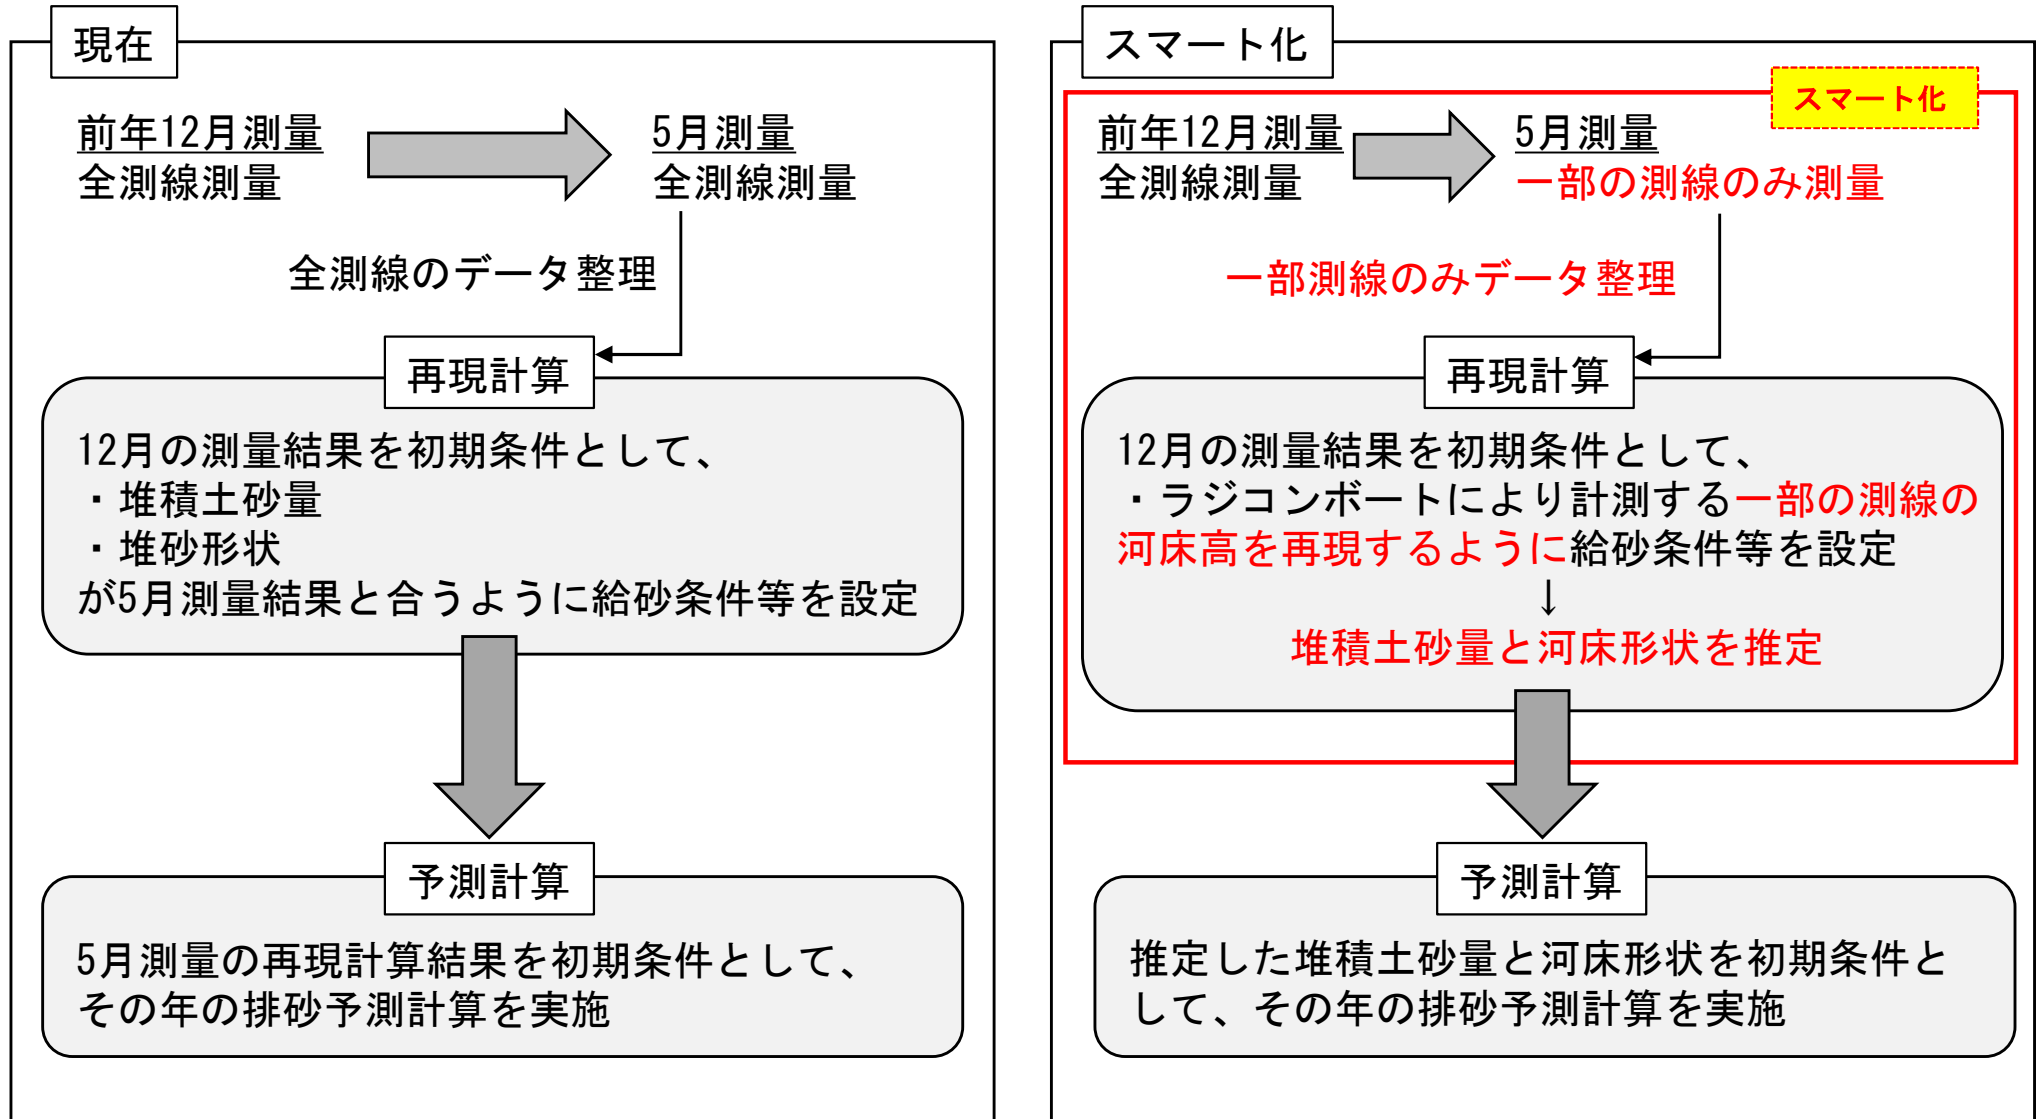 現在
前年12月測量
全測線測量
5月測量
全測線測量
全測線のデータ整理
再現計算
12月の測量結果を初期条件として、
・堆積土砂量
・堆砂形状
が5月測量結果と合うように給砂条件等を設定
予測計算
5月測量の再現計算結果を初期条件として、
その年の排砂予測計算を実施
スマート化
スマート化
前年12月測量
全測線測量
5月測量
一部の測線のみ測量
一部測線のみデータ整理
再現計算
12月の測量結果を初期条件として、
・ラジコンボートにより計測する一部の測線の
河床高を再現するように給砂条件等を設定
↓
堆積土砂量と河床形状を推定
予測計算
推定した堆積土砂量と河床形状を初期条件と
して、その年の排砂予測計算を実施